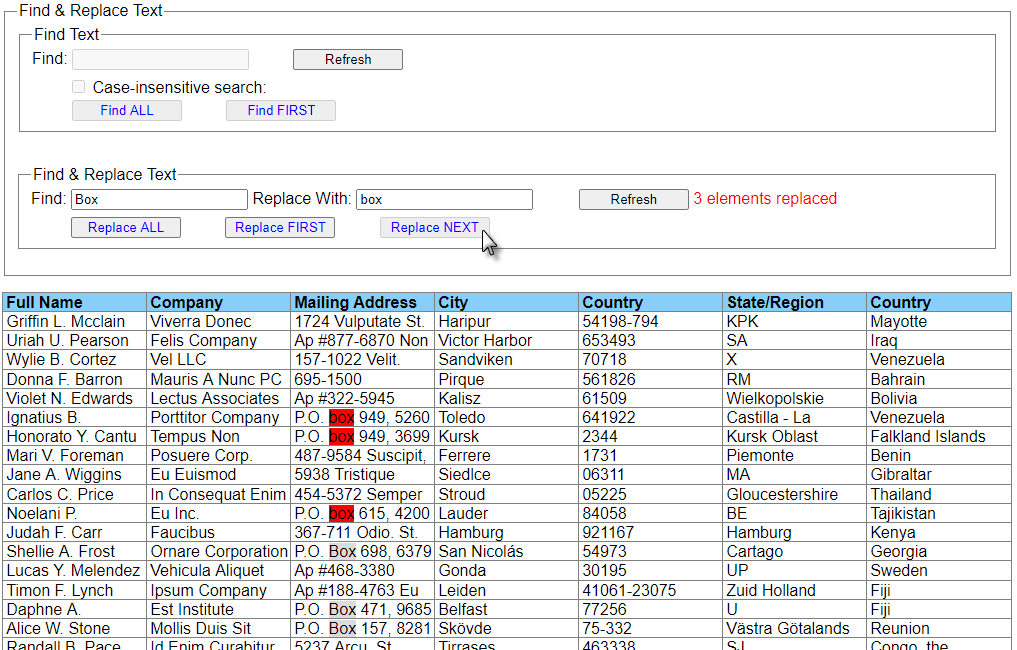 Find & Replace Text
Find Text
Find: Refresh
Case-insensitive search:
Find ALL Find FIRST
Find & Replace Text
Find: Box Replace With: box Refresh 3 elements replaced
Replace ALL Replace FIRST Replace NEXT
Full Name Company Mailing Address City Country State/Region Country
Griffin L. Mcclain Viverra Donec 1724 Vulputate St. Haripur 54198-794 KPK Mayotte
Uriah U. Pearson Felis Company Ap #877-6870 Non Victor Harbor 653493 SA Iraq
Wylie B. Cortez Vel LLC 157-1022 Velit. Sandviken 70718 X Venezuela
Donna F. Barron Mauris A Nunc PC 695-1500 Pirque 561826 RM Bahrain
Violet N. Edwards Lectus Associates Ap #322-5945 Kalisz 61509 Wielkopolskie Bolivia
Ignatius B. Porttitor Company P.O. box 949, 5260 Toledo 641922 Castilla - La Venezuela
Honorato Y. Cantu Tempus Non P.O. box 949, 3699 Kursk 2344 Kursk Oblast Falkland Islands
Mari V. Foreman Posuere Corp. 487-9584 Suscipit, Ferrere 1731 Piemonte Benin
Jane A. Wiggins Eu Euismod 5938 Tristique Siedlce 06311 MA Gibraltar
Carlos C. Price In Consequat Enim 454-5372 Semper Stroud 05225 Gloucestershire Thailand
Noelani P. Eu Inc. P.O. box 615, 4200 Lauder 84058 BE Tajikistan
Judah F. Carr Faucibus 367-711 Odio. St. Hamburg 921167 Hamburg Kenya
Shellie A. Frost Ornare Corporation P.O. Box 698, 6379 San Nicolás 54973 Cartago Georgia
Lucas Y. Melendez Vehicula Aliquet Ap #468-3380 Gonda 30195 UP Sweden
Timon F. Lynch Ipsum Company Ap #188-4763 Eu Leiden 41061-23075 Zuid Holland Fiji
Daphne A. Est Institute P.O. Box 471, 9685 Belfast 77256 U Fiji
Alice W. Stone Mollis Duis Sit P.O. Box 157, 8281 Skövde 75-332 Västra Götalands Reunion
Randall B. Pace Id Enim Curabitur 5237 Arcu. St. Tirrases 463338 SJ Congo, the